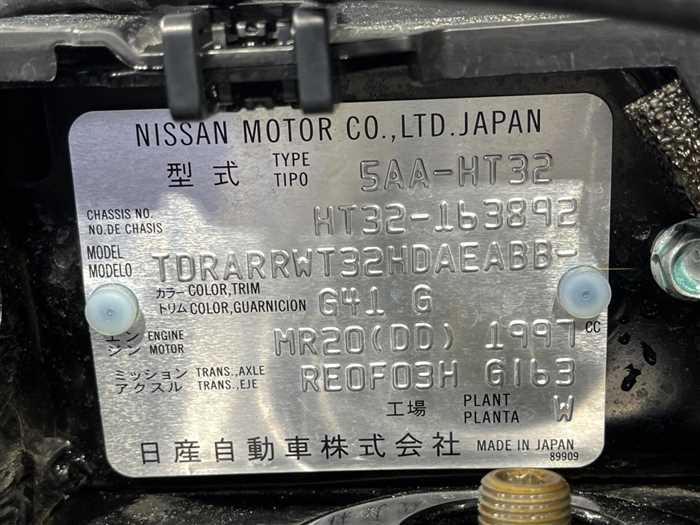 NISSAN MOTOR CO.,LTD.JAPAN
型式 TYPE TIPO 5AA-HT32
CHASSIS NO. NO.DE CHASIS HT32-163892
MODEL MODELO TDRARRWT32HDAEABB-
カラー COLOR,TRIM
トリム COLOR,GUARNICION G41 G
エンジン ENGINE MOTOR MR20(DD) 1997 CC
ミッション TRANS.,AXLE
アクスル TRANS.,EJE RE0F03H G163
工場 PLANT PLANTA W
日産自動車株式会社 MADE IN JAPAN
89909